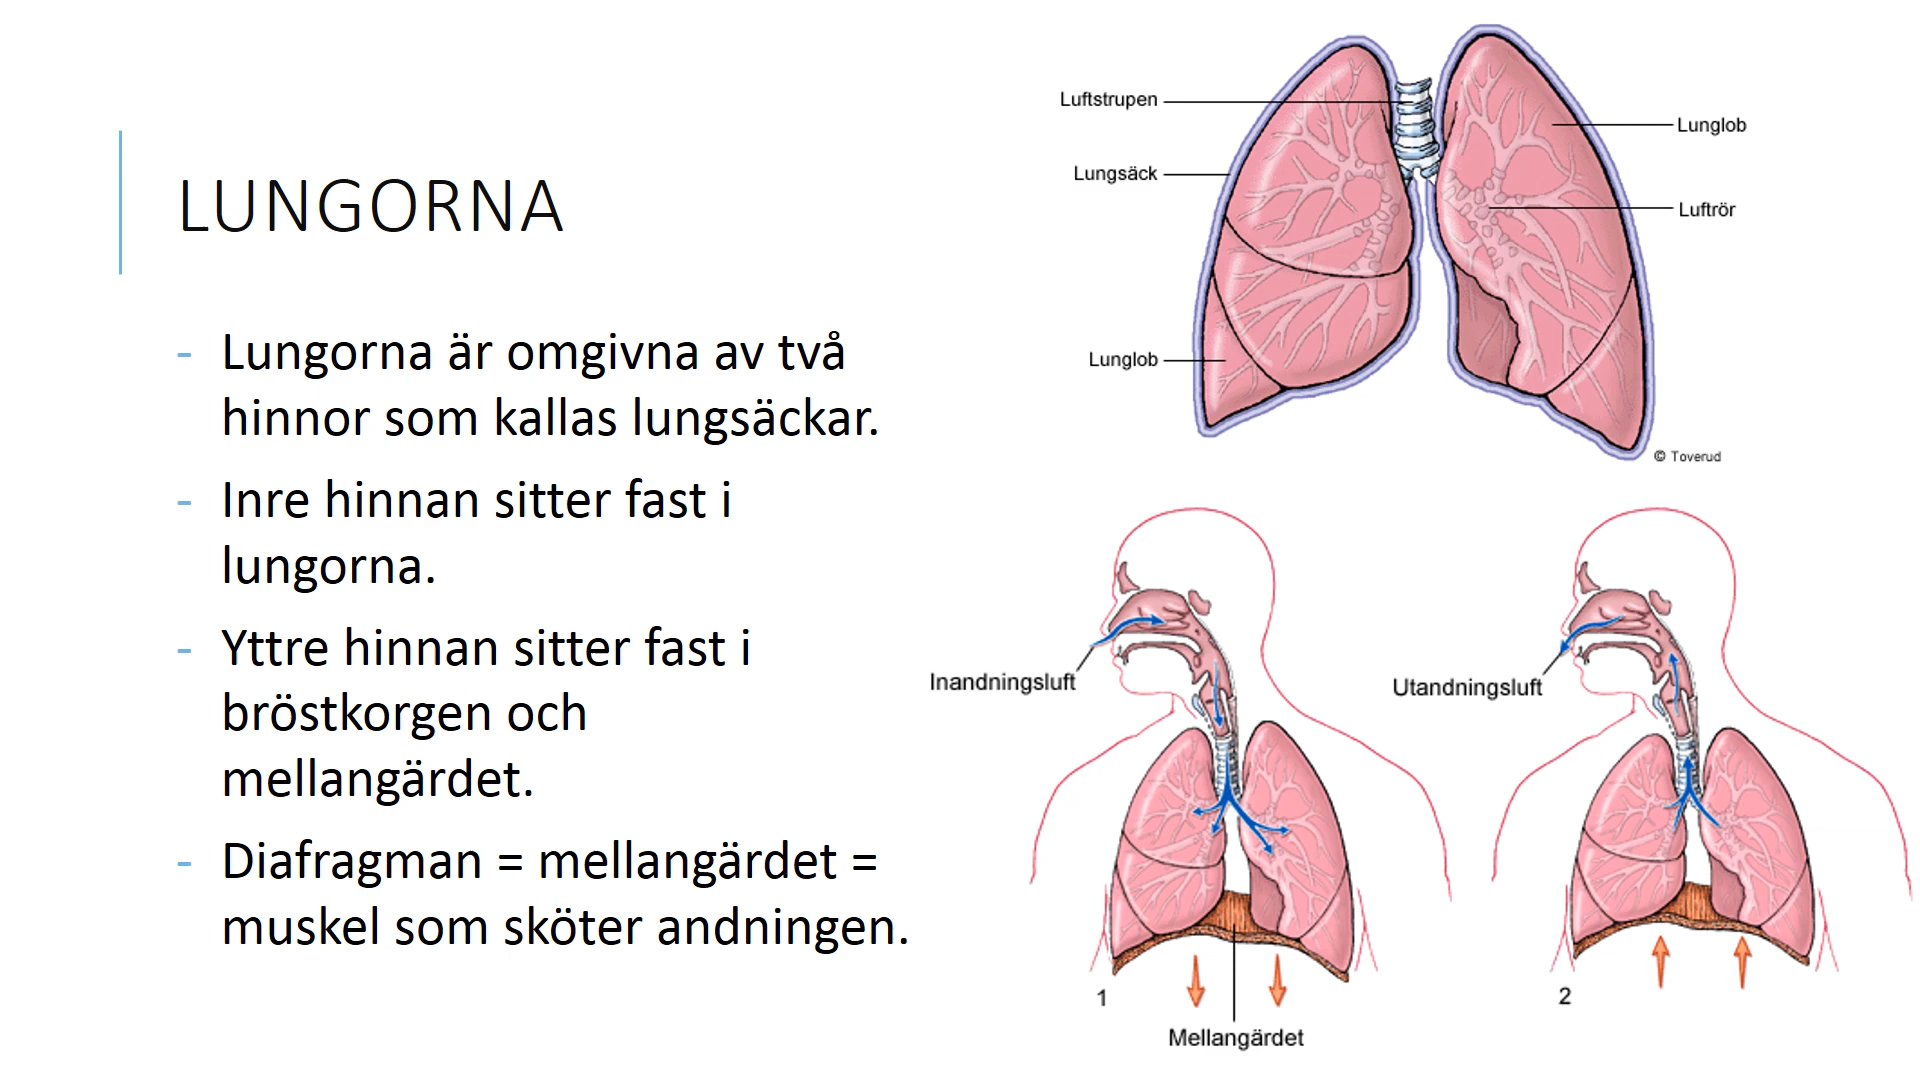 LUNGORNA
- Lungorna är omgivna av två
hinnor som kallas lungsäckar.
- Inre hinnan sitter fast i
lungorna.
- Yttre hinnan sitter fast i
bröstkorgen och
mellangärdet.
- Diafragman = mellangärdet =
muskel som sköter andningen.
Luftstrupen
Lungsäck
Lunglob
Lunglob
Luftrör
© Toverud
Inandningsluft
1
Mellangärdet
Utandningsluft
2